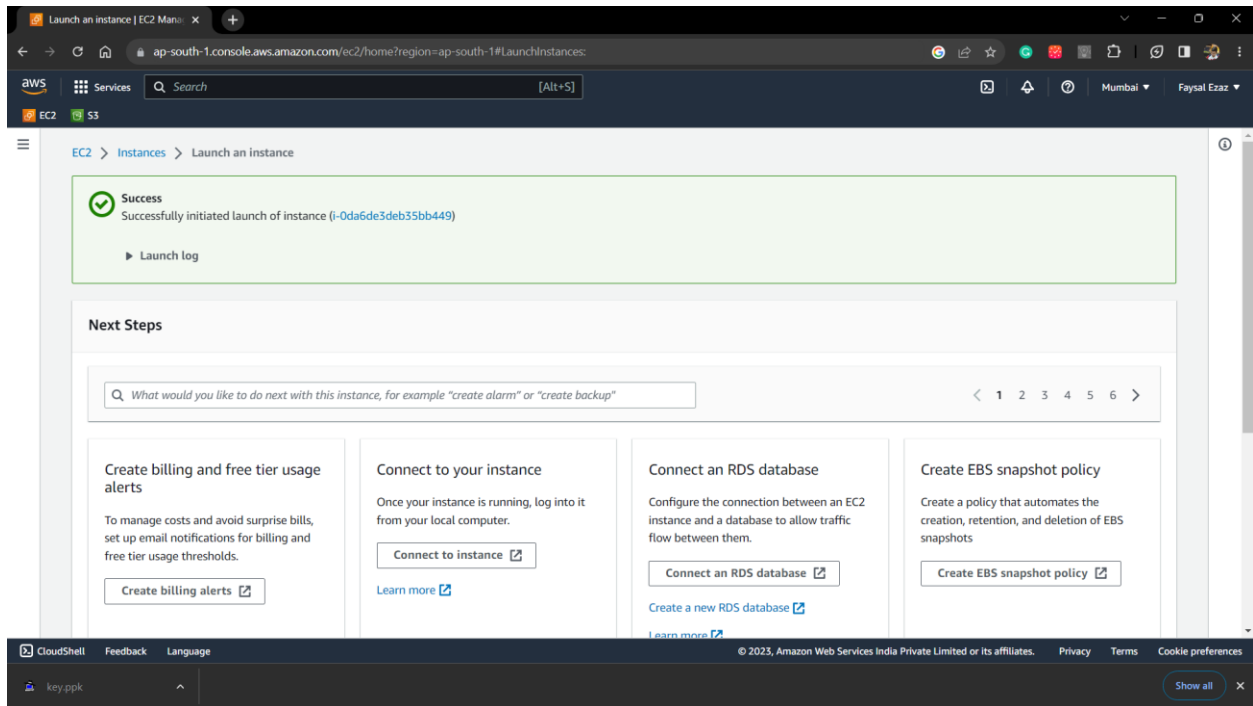 Launch an instance | EC2 Mana
ap-south-1.console.aws.amazon.com/ec2/home?region=ap-south-1#LaunchInstances:
aws
Services
Search
[Alt+S]
Mumbai
Faysal Ezaz
EC2
S3
EC2 > Instances > Launch an instance
Success
Successfully initiated launch of instance (i-0da6de3deb35bb449)
Launch log
Next Steps
What would you like to do next with this instance, for example "create alarm" or "create backup"
< 1 2 3 4 5 6 >
Create billing and free tier usage
alerts
To manage costs and avoid surprise bills,
set up email notifications for billing and
free tier usage thresholds.
Create billing alerts
Connect to your instance
Once your instance is running, log into it
from your local computer.
Connect to instance
Learn more
Connect an RDS database
Configure the connection between an EC2
instance and a database to allow traffic
flow between them.
Connect an RDS database
Create a new RDS database
Learn more
Create EBS snapshot policy
Create a policy that automates the
creation, retention, and deletion of EBS
snapshots
Create EBS snapshot policy
CloudShell
Feedback
Language
© 2023, Amazon Web Services India Private Limited or its affiliates.
Privacy
Terms
Cookie preferences
key.ppk
Show all